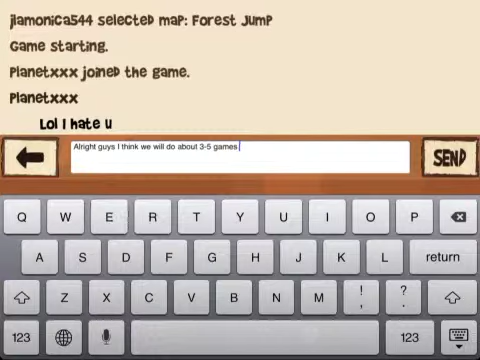 jlamonica544 selected map: Forest Jump
Game starting.
Planetxxx joined the game.
Planetxxx
Lol I hate u
Alright guys I think we will do about 3-5 games
SEND
Q W E R T Y U I O P
A S D F G H J K L return
Z X C V B N M ! , ? .
123 123